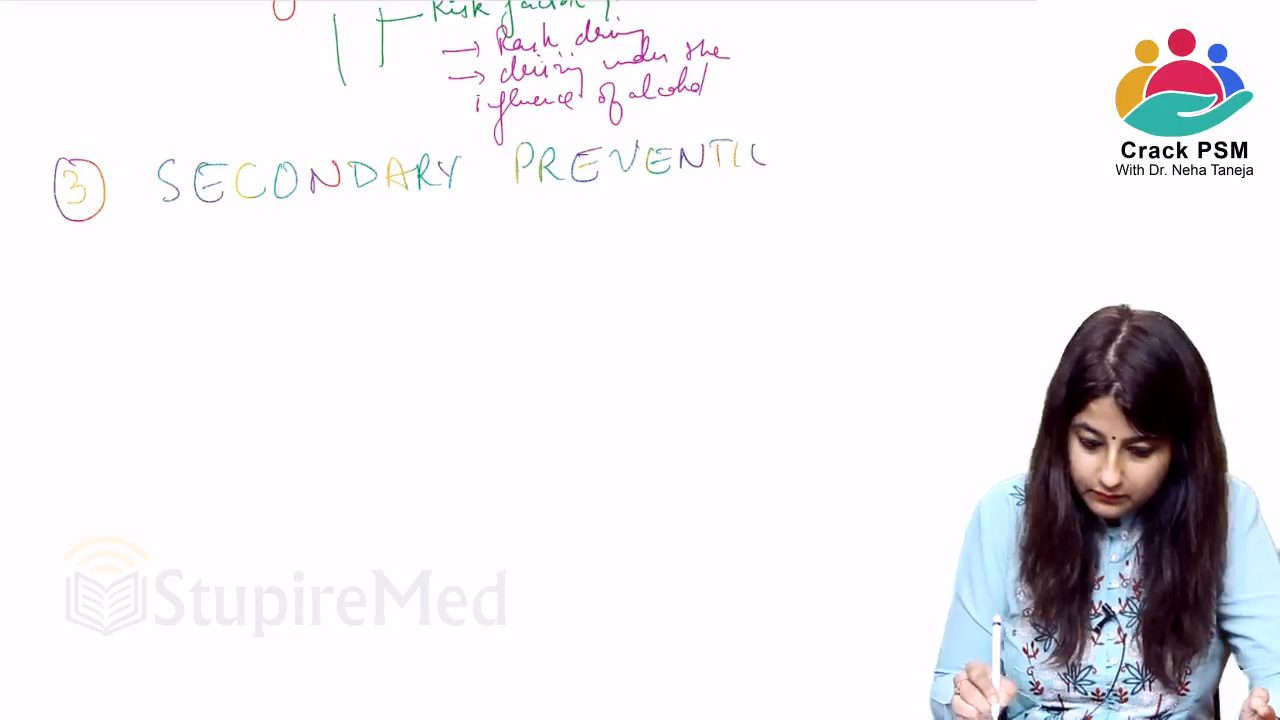 Risk factor
→ Rash driving
→ driving under the
influence of alcohol
3 SECONDARY PREVENTI
Crack PSM
With Dr. Neha Taneja
StupireMed